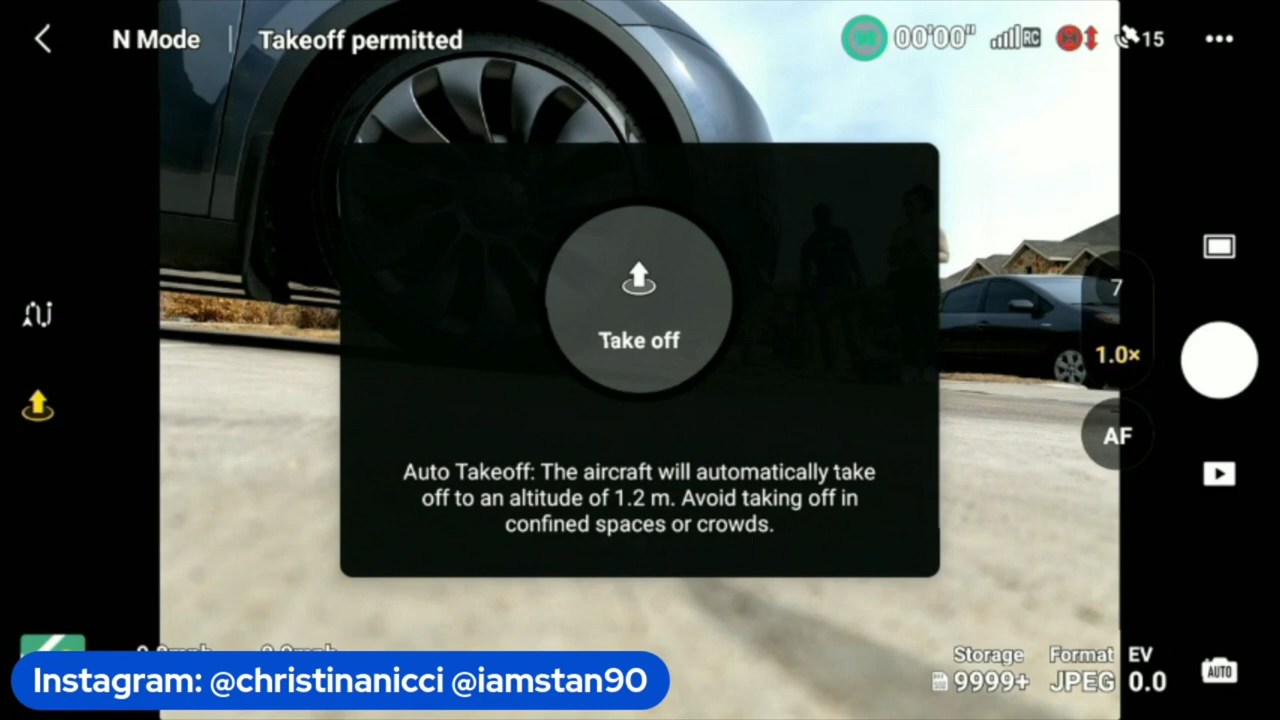 N Mode | Takeoff permitted
98
00'00"
RC
15
Take off
7
1.0×
AF
Auto Takeoff: The aircraft will automatically take
off to an altitude of 1.2 m. Avoid taking off in
confined spaces or crowds.
Storage Format EV
9999+ JPEG 0.0
AUTO
Instagram: @christinanicci @iamstan90